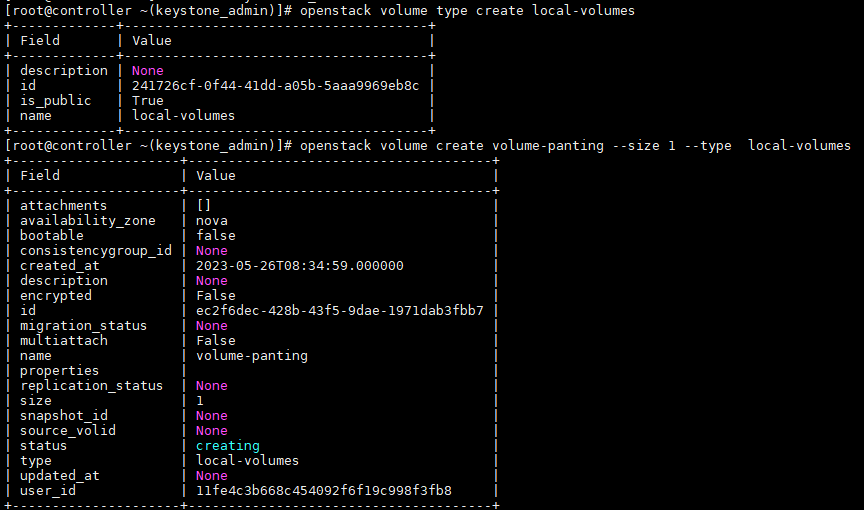 [root@controller ~(keystone_admin)]# openstack volume type create local-volumes
+-------------+--------------------------------------+
| Field       | Value                                |
+-------------+--------------------------------------+
| description | None                                 |
| id          | 241726cf-0f44-41dd-a05b-5aaa9969eb8c |
| is_public   | True                                 |
| name        | local-volumes                        |
+-------------+--------------------------------------+
[root@controller ~(keystone_admin)]# openstack volume create volume-panting --size 1 --type  local-volumes
+---------------------+--------------------------------------+
| Field               | Value                                |
+---------------------+--------------------------------------+
| attachments         | []                                   |
| availability_zone   | nova                                 |
| bootable            | false                                |
| consistencygroup_id | None                                 |
| created_at          | 2023-05-26T08:34:59.000000           |
| description         | None                                 |
| encrypted           | False                                |
| id                  | ec2f6dec-428b-43f5-9dae-1971dab3fbb7 |
| migration_status    | None                                 |
| multiattach         | False                                |
| name                | volume-panting                       |
| properties          |                                      |
| replication_status  | None                                 |
| size                | 1                                    |
| snapshot_id         | None                                 |
| source_volid        | None                                 |
| status              | creating                             |
| type                | local-volumes                        |
| updated_at          | None                                 |
| user_id             | 11fe4c3b668c454092f6f19c998f3fb8     |
+---------------------+--------------------------------------+